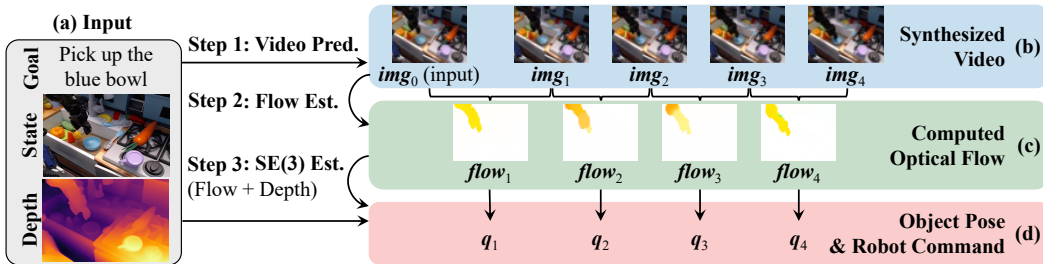 (a) Input
Goal
Pick up the
blue bowl
State
Depth
Step 1: Video Pred.
Step 2: Flow Est.
Step 3: SE(3) Est.
(Flow + Depth)
img₀ (input) img₁ img₂ img₃ img₄
Synthesized
Video
(b)
flow₁ flow₂ flow₃ flow₄
Computed
Optical Flow
(c)
q₁ q₂ q₃ q₄
Object Pose
& Robot Command
(d)